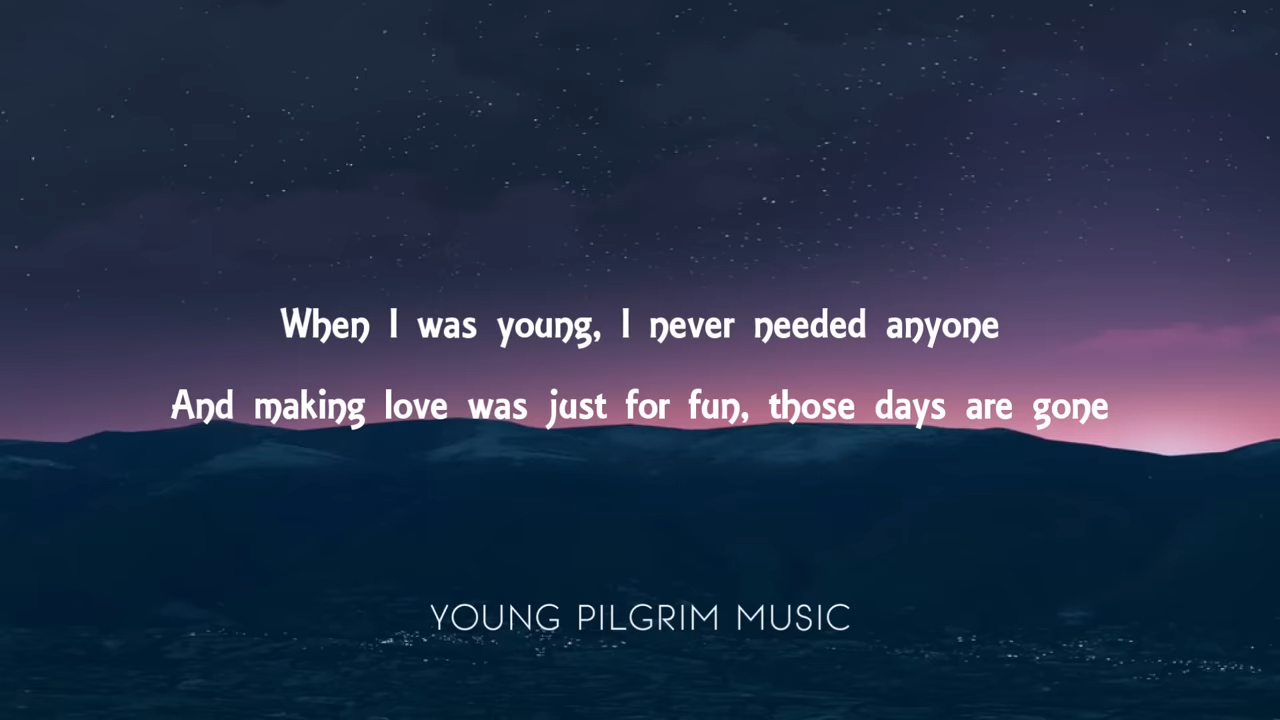 When I was young, I never needed anyone
And making love was just for fun, those days are gone
YOUNG PILGRIM MUSIC